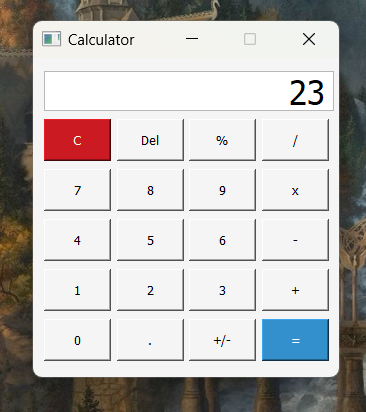 Calculator
23
C Del % /
7 8 9 x
4 5 6 -
1 2 3 +
0 . +/- =